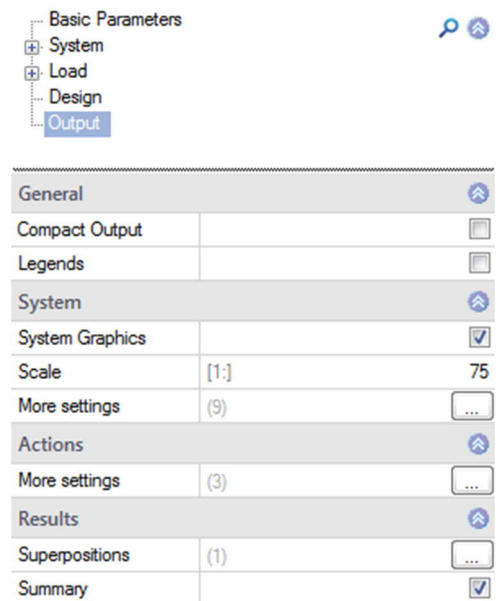 Basic Parameters
System
Load
Design
Output
General
Compact Output
Legends
System
System Graphics
Scale [1:] 75
More settings (9) ...
Actions
More settings (3) ...
Results
Superpositions (1) ...
Summary